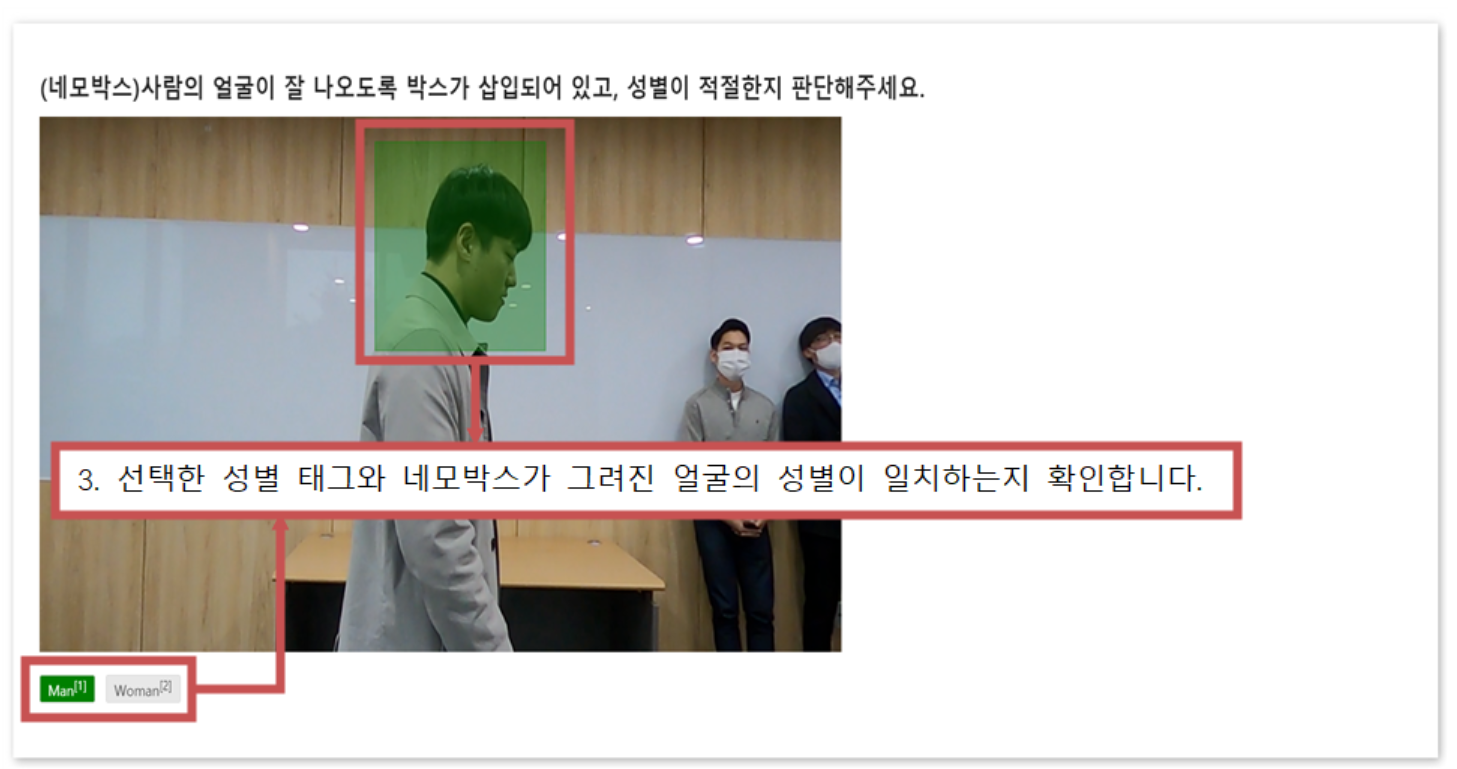 (네모박스)사람의 얼굴이 잘 나오도록 박스가 삽입되어 있고, 성별이 적절한지 판단해주세요.
3. 선택한 성별 태그와 네모박스가 그려진 얼굴의 성별이 일치하는지 확인합니다.
Man[1] Woman[2]